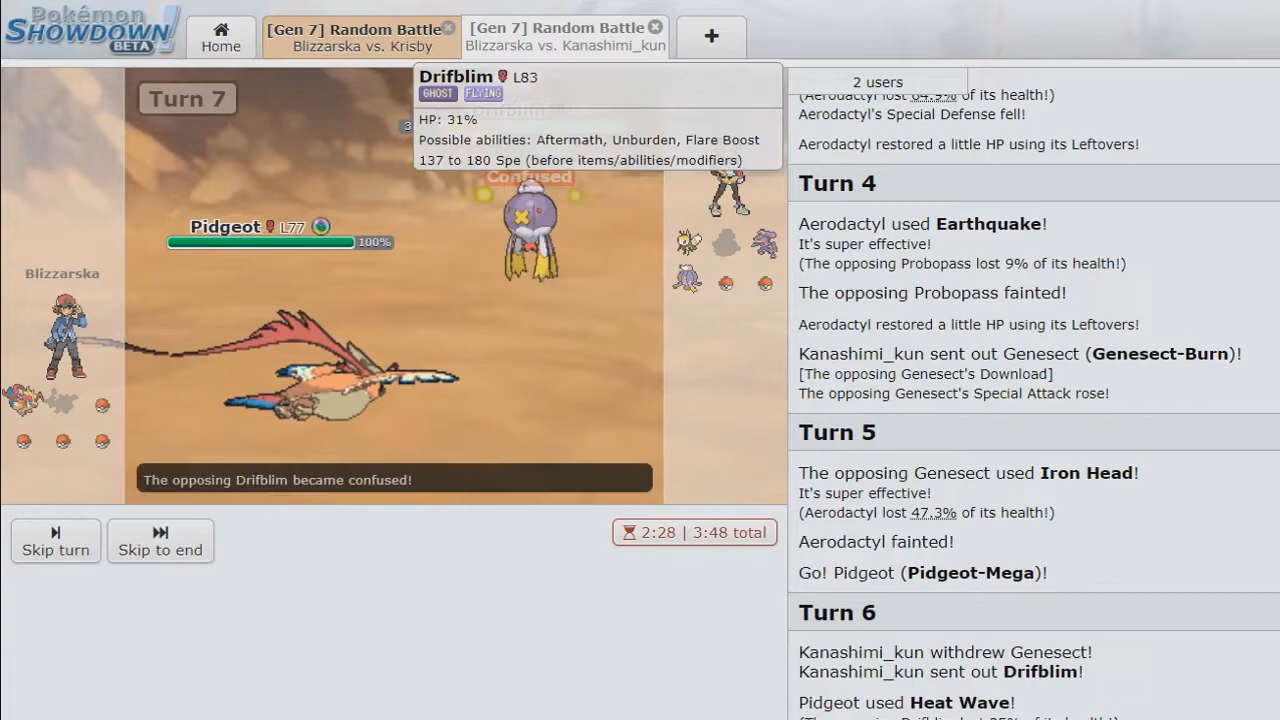 Pokémon
SHOWDOWN!
BETA
Home
[Gen 7] Random Battle
Blizzarska vs. Krisby
[Gen 7] Random Battle
Blizzarska vs. Kanashimi_kun
+
Turn 7
Drifblim L83
GHOST FLYING
HP: 31%
Possible abilities: Aftermath, Unburden, Flare Boost
137 to 180 Spe (before items/abilities/modifiers)
Confused
Pidgeot L77
100%
Blizzarska
The opposing Drifblim became confused!
Skip turn
Skip to end
2:28 | 3:48 total
2 users
(Aerodactyl lost 64.9% of its health!)
Aerodactyl's Special Defense fell!
Aerodactyl restored a little HP using its Leftovers!
Turn 4
Aerodactyl used Earthquake!
It's super effective!
(The opposing Probopass lost 9% of its health!)
The opposing Probopass fainted!
Aerodactyl restored a little HP using its Leftovers!
Kanashimi_kun sent out Genesect (Genesect-Burn)!
[The opposing Genesect's Download]
The opposing Genesect's Special Attack rose!
Turn 5
The opposing Genesect used Iron Head!
It's super effective!
(Aerodactyl lost 47.3% of its health!)
Aerodactyl fainted!
Go! Pidgeot (Pidgeot-Mega)!
Turn 6
Kanashimi_kun withdrew Genesect!
Kanashimi_kun sent out Drifblim!
Pidgeot used Heat Wave!